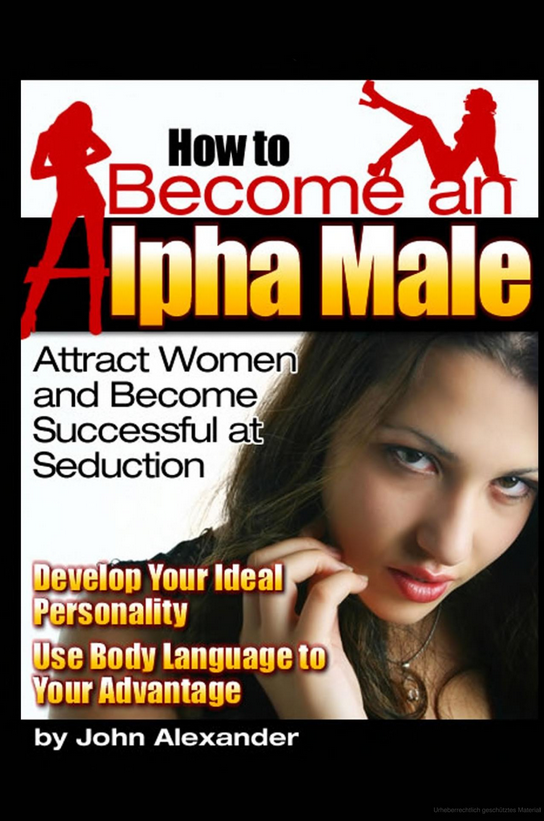 How to
Become an
Alpha Male
Attract Women
and Become
Successful at
Seduction
Develop Your Ideal
Personality
Use Body Language to
Your Advantage
by John Alexander
Urheberrechtlich geschütztes Material